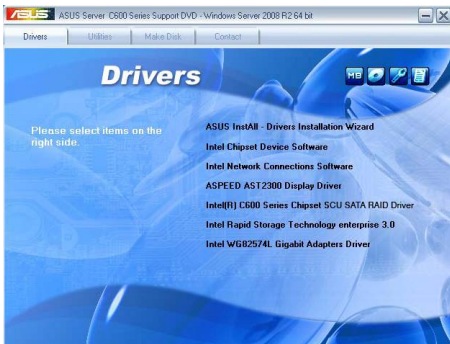 ASUS ASUS Server C600 Series Support DVD - Windows Server 2008 R2 64 bit
Drivers Utilities Make Disk Contact
Drivers
MB
Please select items on the
right side.
ASUS InstAll - Drivers Installation Wizard
Intel Chipset Device Software
Intel Network Connections Software
ASPEED AST2300 Display Driver
Intel(R) C600 Series Chipset SCU SATA RAID Driver
Intel Rapid Storage Technology enterprise 3.0
Intel WG82574L Gigabit Adapters Driver